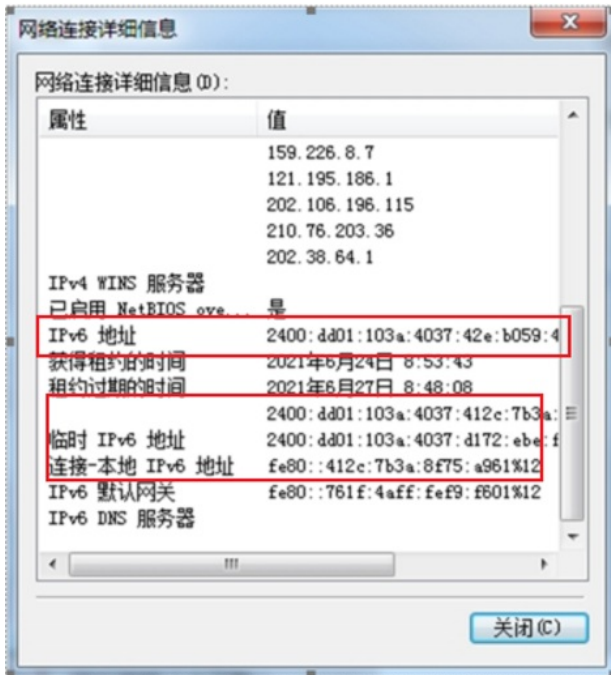 网络连接详细信息
网络连接详细信息(D):
属性 值
159.226.8.7
121.195.186.1
202.106.196.115
210.76.203.36
202.38.64.1
IPv4 WINS 服务器
已启用 NetBIOS ove... 是
IPv6 地址 2400:dd01:103a:4037:42e:b059:4
获得租约的时间 2021年6月24日 8:53:43
租约过期的时间 2021年6月27日 8:48:08
2400:dd01:103a:4037:412c:7b3a:
临时 IPv6 地址 2400:dd01:103a:4037:d172:ebe:f
连接-本地 IPv6 地址 fe80::412c:7b3a:8f75:a961%12
IPv6 默认网关 fe80::761f:4aff:fef9:f601%12
IPv6 DNS 服务器
关闭(C)